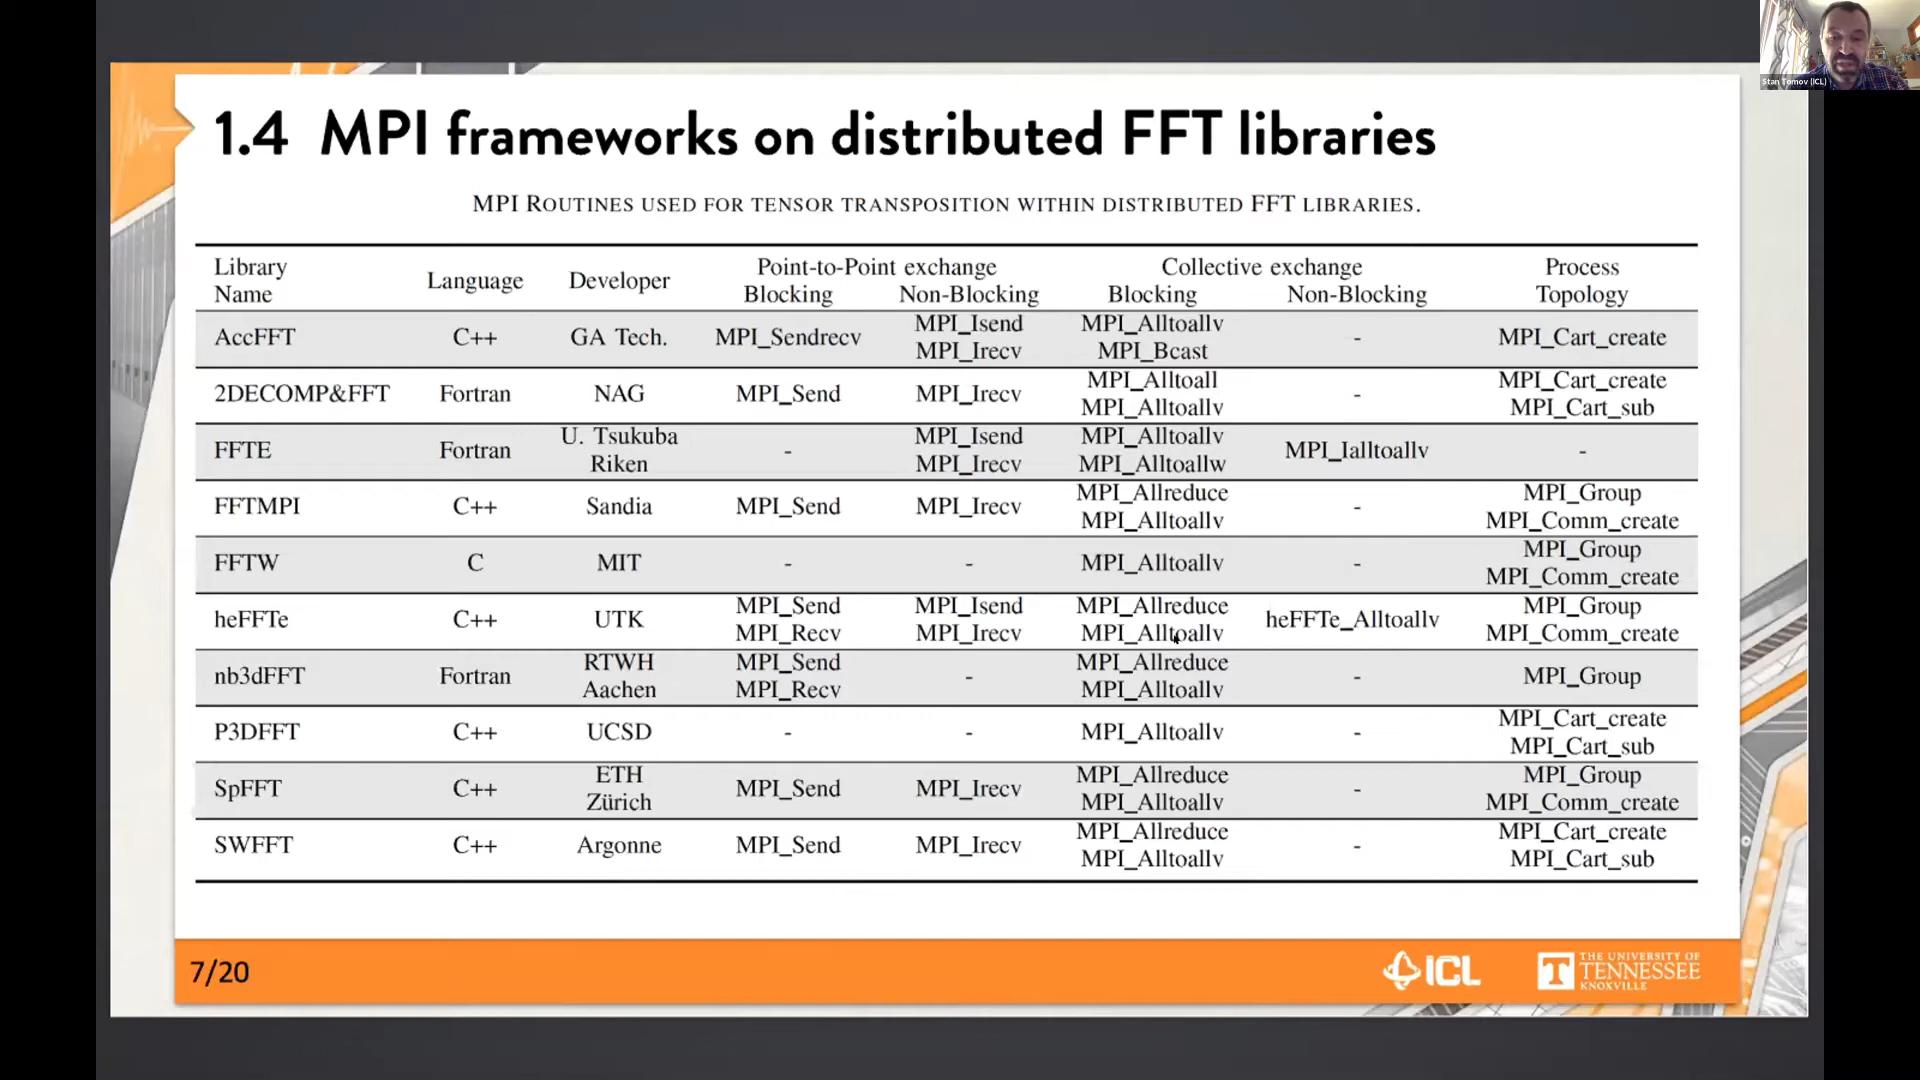 Stan Tomov (ICL)
1.4 MPI frameworks on distributed FFT libraries
MPI ROUTINES USED FOR TENSOR TRANSPOSITION WITHIN DISTRIBUTED FFT LIBRARIES.
Library Name Language Developer Point-to-Point exchange Blocking Non-Blocking Collective exchange Blocking Non-Blocking Process Topology
AccFFT C++ GA Tech. MPI_Sendrecv MPI_Isend MPI_Irecv MPI_Alltoallv MPI_Bcast - MPI_Cart_create
2DECOMP&FFT Fortran NAG MPI_Send MPI_Irecv MPI_Alltoall MPI_Alltoallv - MPI_Cart_create MPI_Cart_sub
FFTE Fortran U. Tsukuba Riken - MPI_Isend MPI_Irecv MPI_Alltoallv MPI_Alltoallw MPI_Ialltoallv -
FFTMPI C++ Sandia MPI_Send MPI_Irecv MPI_Allreduce MPI_Alltoallv - MPI_Group MPI_Comm_create
FFTW C MIT - - MPI_Alltoallv - MPI_Group MPI_Comm_create
heFFTe C++ UTK MPI_Send MPI_Recv MPI_Isend MPI_Irecv MPI_Allreduce MPI_Alltoallv heFFTe_Alltoallv MPI_Group MPI_Comm_create
nb3dFFT Fortran RTWH Aachen MPI_Send MPI_Recv - MPI_Allreduce MPI_Alltoallv - MPI_Group
P3DFFT C++ UCSD - - MPI_Alltoallv - MPI_Cart_create MPI_Cart_sub
SpFFT C++ ETH Zürich MPI_Send MPI_Irecv MPI_Allreduce MPI_Alltoallv - MPI_Group MPI_Comm_create
SWFFT C++ Argonne MPI_Send MPI_Irecv MPI_Allreduce MPI_Alltoallv - MPI_Cart_create MPI_Cart_sub
7/20
ICL
T THE UNIVERSITY OF
TENNESSEE
KNOXVILLE